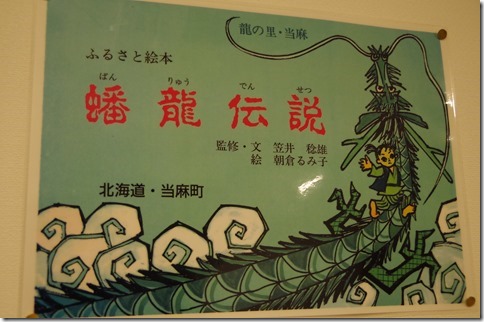 龍の里・当麻
ふるさと絵本
ばん りゅう でん せつ
蟠龍伝説
監修・文 笠井 稔雄
絵 朝倉るみ子
北海道・当麻町